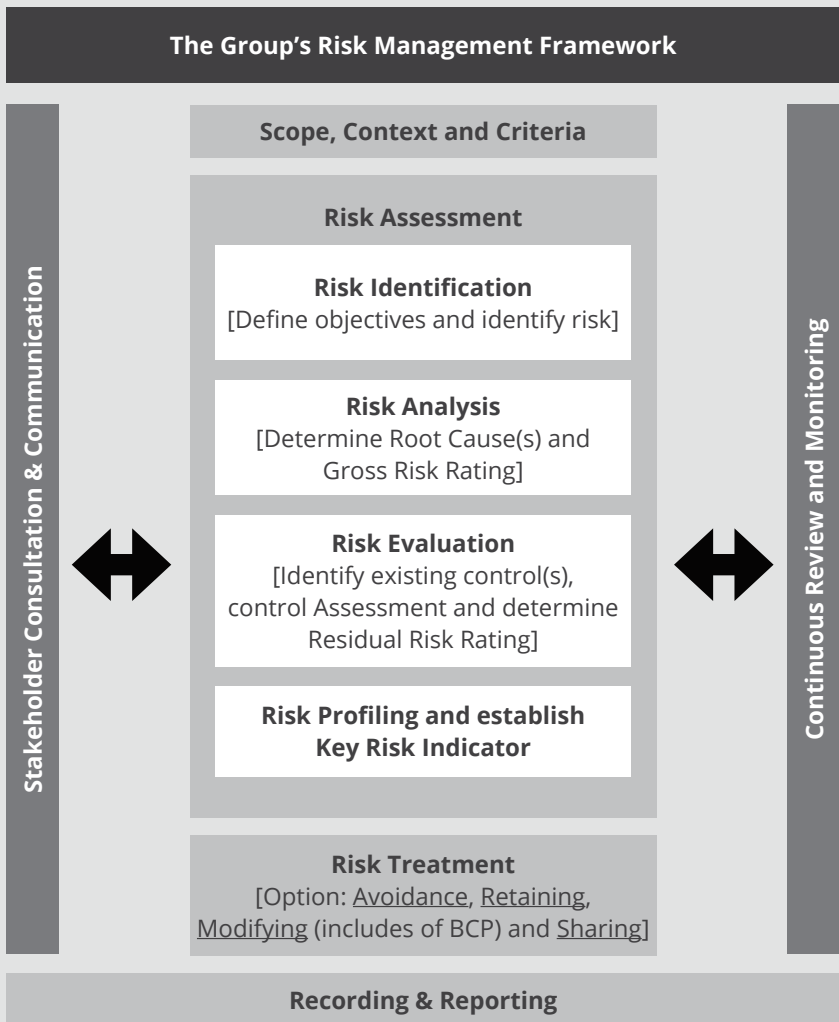 The Group’s Risk Management Framework
Stakeholder Consultation & Communication
Scope, Context and Criteria
Risk Assessment
Risk Identification
[Define objectives and identify risk]
Risk Analysis
[Determine Root Cause(s) and
Gross Risk Rating]
Risk Evaluation
[Identify existing control(s),
control Assessment and determine
Residual Risk Rating]
Risk Profiling and establish
Key Risk Indicator
Risk Treatment
[Option: Avoidance, Retaining,
Modifying (includes of BCP) and Sharing]
Continuous Review and Monitoring
Recording & Reporting